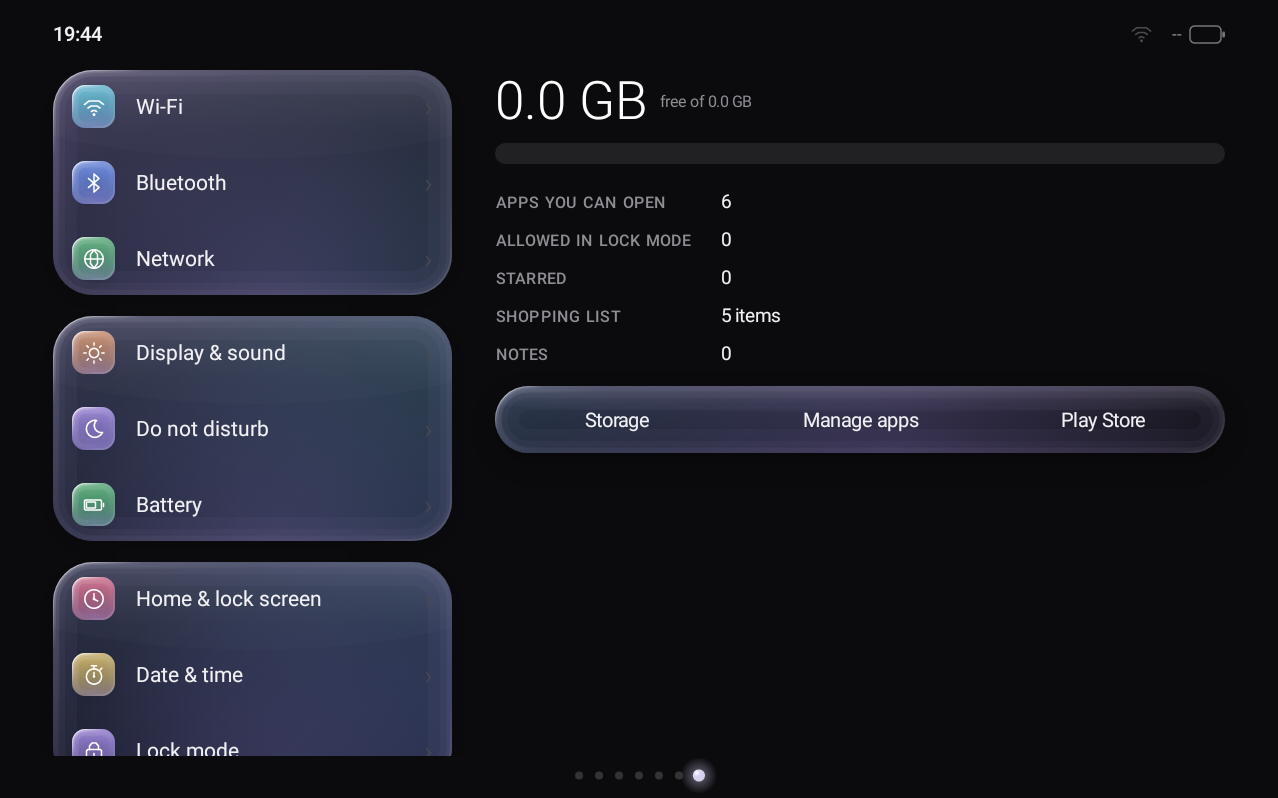 19:44
--
Wi-Fi
Bluetooth
Network
Display & sound
Do not disturb
Battery
Home & lock screen
Date & time
Lock mode
0.0 GB free of 0.0 GB
APPS YOU CAN OPEN 6
ALLOWED IN LOCK MODE 0
STARRED 0
SHOPPING LIST 5 items
NOTES 0
Storage Manage apps Play Store